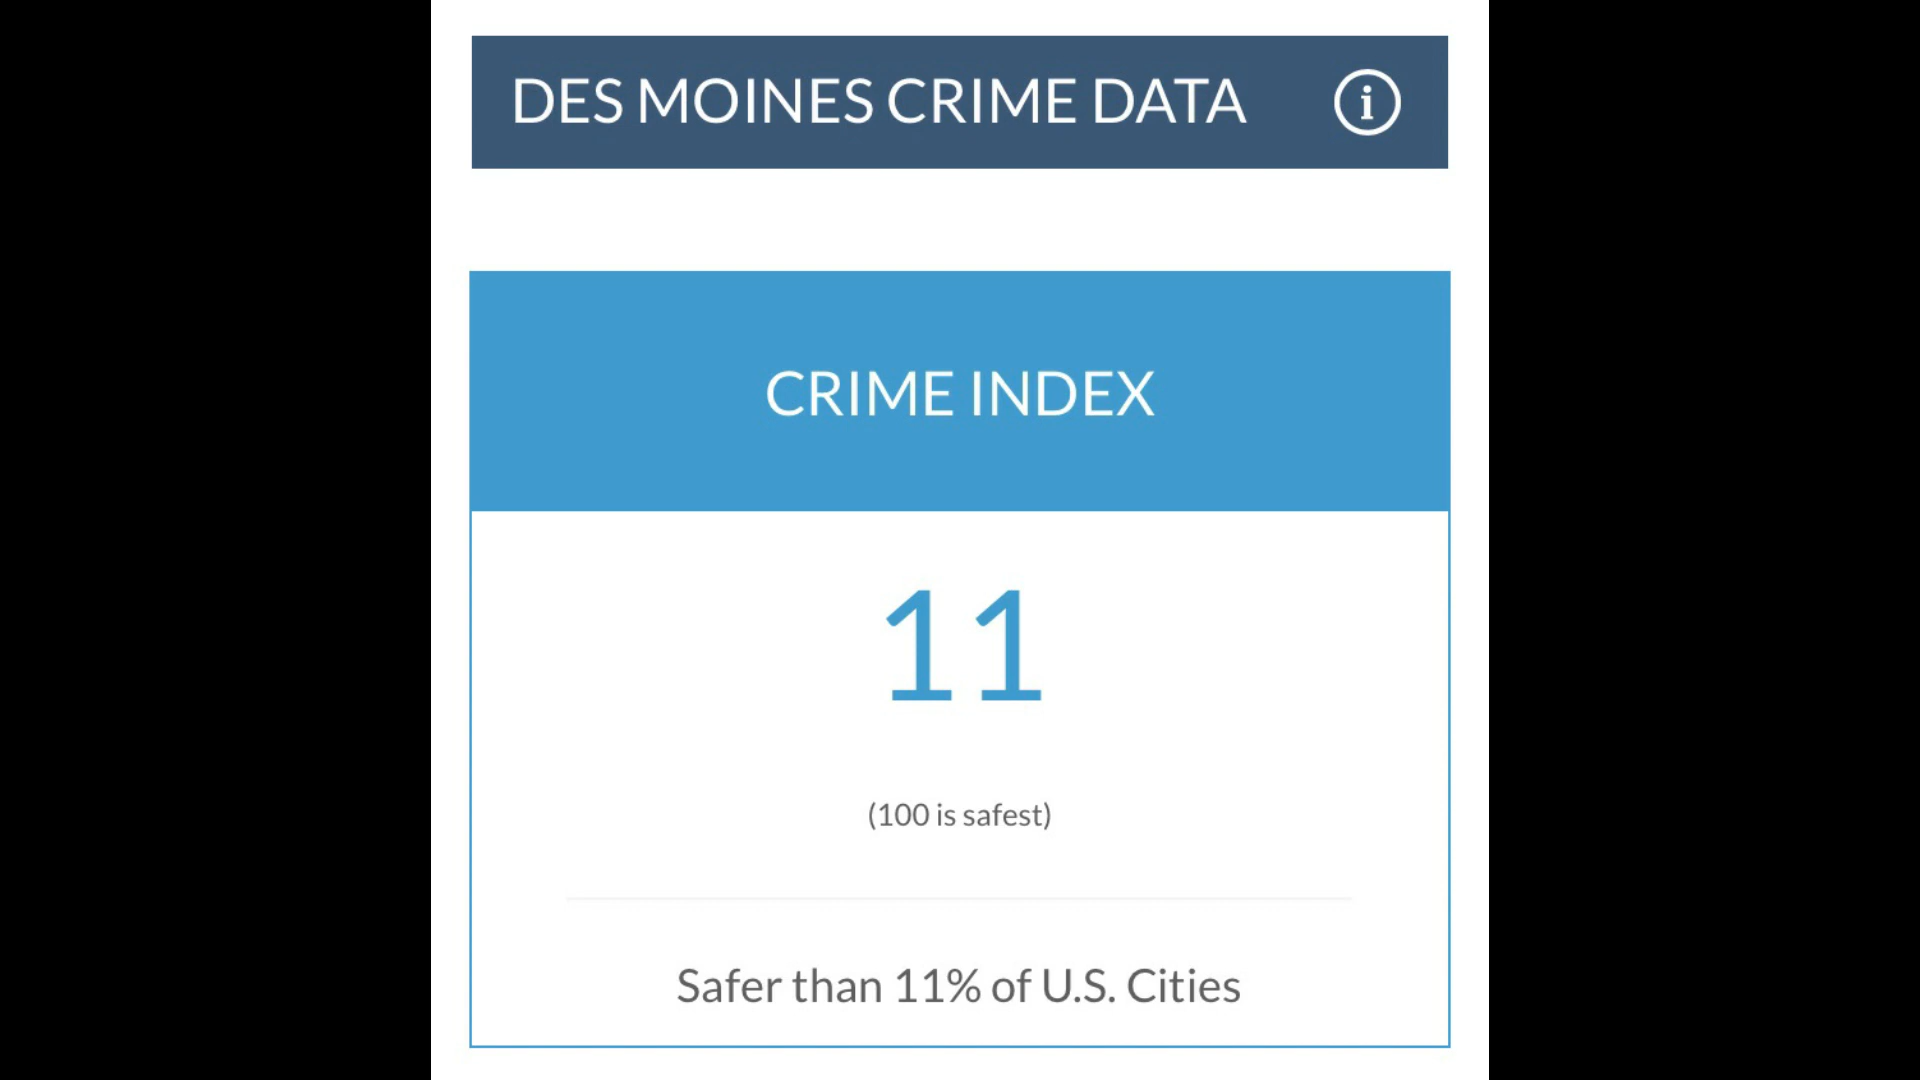 DES MOINES CRIME DATA
CRIME INDEX
11
(100 is safest)
Safer than 11% of U.S. Cities